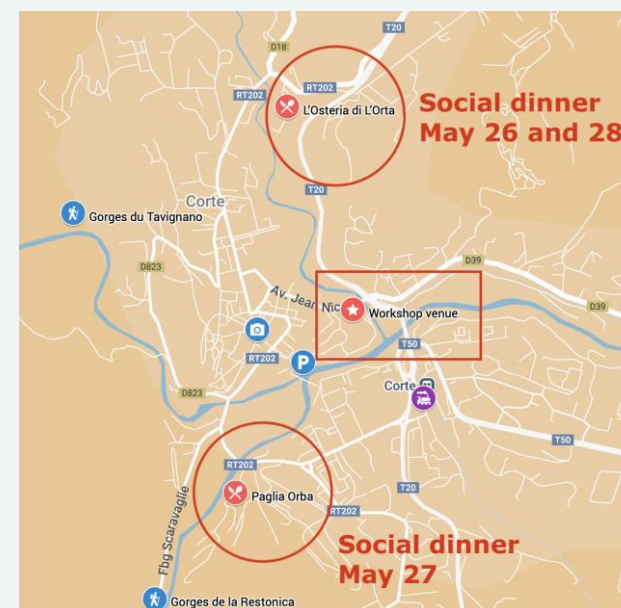 T20
D18
RT202
RT202
L'Osteria di L'Orta
Social dinner
May 26 and 28
T20
Corte
Gorges du Tavignano
D823
D39
D39
Av. Jean Nic
Workshop venue
T50
RT202
P
Corte
D823
T50
RT202
Paglia Orba
T20
RT202
Fbg Scaravaglie
Social dinner
May 27
Gorges de la Restonica